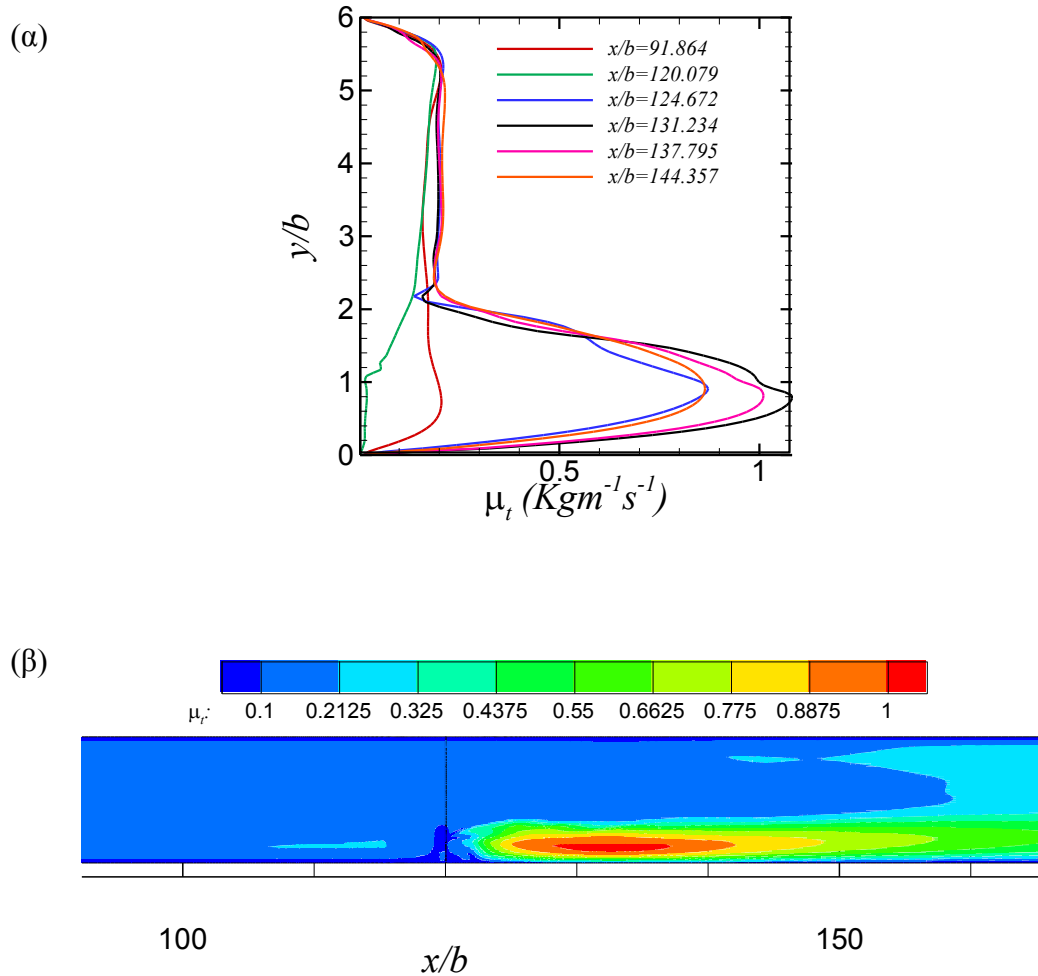 (α)
6
5
4
3
2
1
0
y/b
x/b=91.864
x/b=120.079
x/b=124.672
x/b=131.234
x/b=137.795
x/b=144.357
0.5
1
μt (Kgm-1s-1)
(β)
μt: 0.1 0.2125 0.325 0.4375 0.55 0.6625 0.775 0.8875 1
100
150
x/b